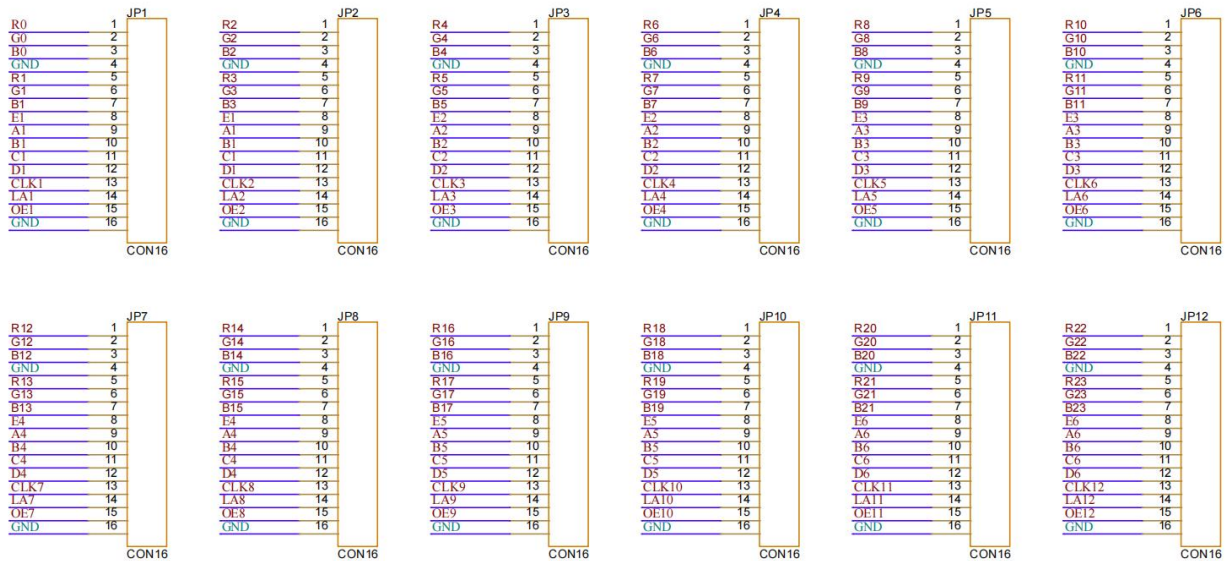 JP1 JP2 JP3 JP4 JP5 JP6
R0 1 R2 1 R4 1 R6 1 R8 1 R10 1
G0 2 G2 2 G4 2 G6 2 G8 2 G10 2
B0 3 B2 3 B4 3 B6 3 B8 3 B10 3
GND 4 GND 4 GND 4 GND 4 GND 4 GND 4
R1 5 R3 5 R5 5 R7 5 R9 5 R11 5
G1 6 G3 6 G5 6 G7 6 G9 6 G11 6
B1 7 B3 7 B5 7 B7 7 B9 7 B11 7
E1 8 E1 8 E2 8 E2 8 E3 8 E3 8
A1 9 A1 9 A2 9 A2 9 A3 9 A3 9
B1 10 B1 10 B2 10 B2 10 B3 10 B3 10
C1 11 C1 11 C2 11 C2 11 C3 11 C3 11
D1 12 D1 12 D2 12 D2 12 D3 12 D3 12
CLK1 13 CLK2 13 CLK3 13 CLK4 13 CLK5 13 CLK6 13
LA1 14 LA2 14 LA3 14 LA4 14 LA5 14 LA6 14
OE1 15 OE2 15 OE3 15 OE4 15 OE5 15 OE6 15
GND 16 GND 16 GND 16 GND 16 GND 16 GND 16
CON16 CON16 CON16 CON16 CON16 CON16
JP7 JP8 JP9 JP10 JP11 JP12
R12 1 R14 1 R16 1 R18 1 R20 1 R22 1
G12 2 G14 2 G16 2 G18 2 G20 2 G22 2
B12 3 B14 3 B16 3 B18 3 B20 3 B22 3
GND 4 GND 4 GND 4 GND 4 GND 4 GND 4
R13 5 R15 5 R17 5 R19 5 R21 5 R23 5
G13 6 G15 6 G17 6 G19 6 G21 6 G23 6
B13 7 B15 7 B17 7 B19 7 B21 7 B23 7
E4 8 E4 8 E5 8 E5 8 E6 8 E6 8
A4 9 A4 9 A5 9 A5 9 A6 9 A6 9
B4 10 B4 10 B5 10 B5 10 B6 10 B6 10
C4 11 C4 11 C5 11 C5 11 C6 11 C6 11
D4 12 D4 12 D5 12 D5 12 D6 12 D6 12
CLK7 13 CLK8 13 CLK9 13 CLK10 13 CLK11 13 CLK12 13
LA7 14 LA8 14 LA9 14 LA10 14 LA11 14 LA12 14
OE7 15 OE8 15 OE9 15 OE10 15 OE11 15 OE12 15
GND 16 GND 16 GND 16 GND 16 GND 16 GND 16
CON16 CON16 CON16 CON16 CON16 CON16